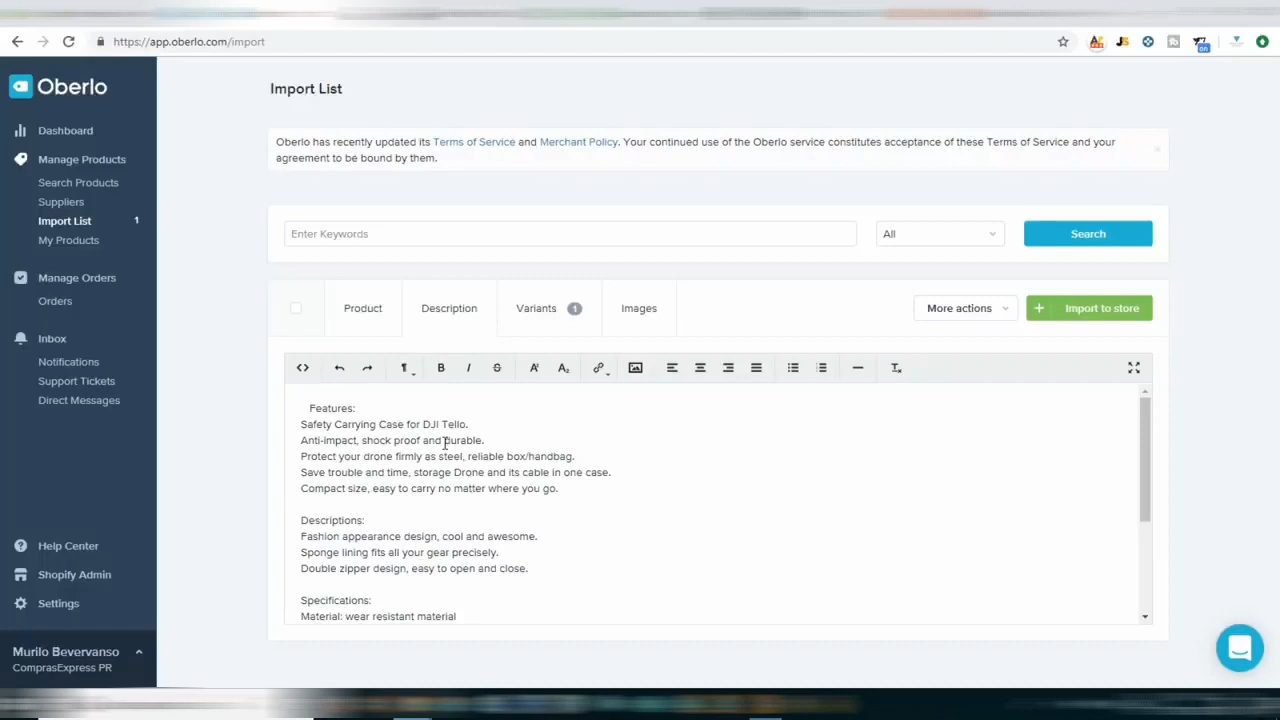 https://app.oberlo.com/import
Oberlo
Dashboard
Manage Products
Search Products
Suppliers
Import List 1
My Products
Manage Orders
Orders
Inbox
Notifications
Support Tickets
Direct Messages
Help Center
Shopify Admin
Settings
Murilo Bevervanso
ComprasExpress PR
Import List
Oberlo has recently updated its Terms of Service and Merchant Policy. Your continued use of the Oberlo service constitutes acceptance of these Terms of Service and your
agreement to be bound by them.
Enter Keywords All Search
Product Description Variants 1 Images More actions + Import to store
Features:
Safety Carrying Case for DJI Tello.
Anti-impact, shock proof and durable.
Protect your drone firmly as steel, reliable box/handbag.
Save trouble and time, storage Drone and its cable in one case.
Compact size, easy to carry no matter where you go.
Descriptions:
Fashion appearance design, cool and awesome.
Sponge lining fits all your gear precisely.
Double zipper design, easy to open and close.
Specifications:
Material: wear resistant material